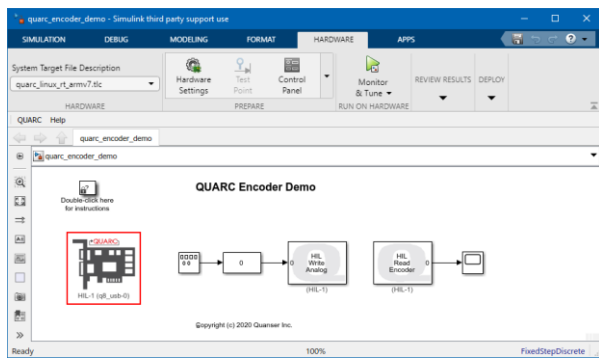 quarc_encoder_demo - Simulink third party support use
SIMULATION DEBUG MODELING FORMAT HARDWARE APPS
System Target File Description
quarc_linux_rt_armv7.tlc
Hardware Settings
Test Point
Control Panel
Monitor & Tune
REVIEW RESULTS
DEPLOY
HARDWARE PREPARE RUN ON HARDWARE
QUARC Help
quarc_encoder_demo
quarc_encoder_demo
Double-click here
for instructions
QUARC Encoder Demo
QUARC
HIL-1 (q8_usb-0)
0
0
HIL
Write
Analog
(HIL-1)
HIL
Read
Encoder
0
(HIL-1)
Copyright (c) 2020 Quanser Inc.
Ready 100% FixedStepDiscrete